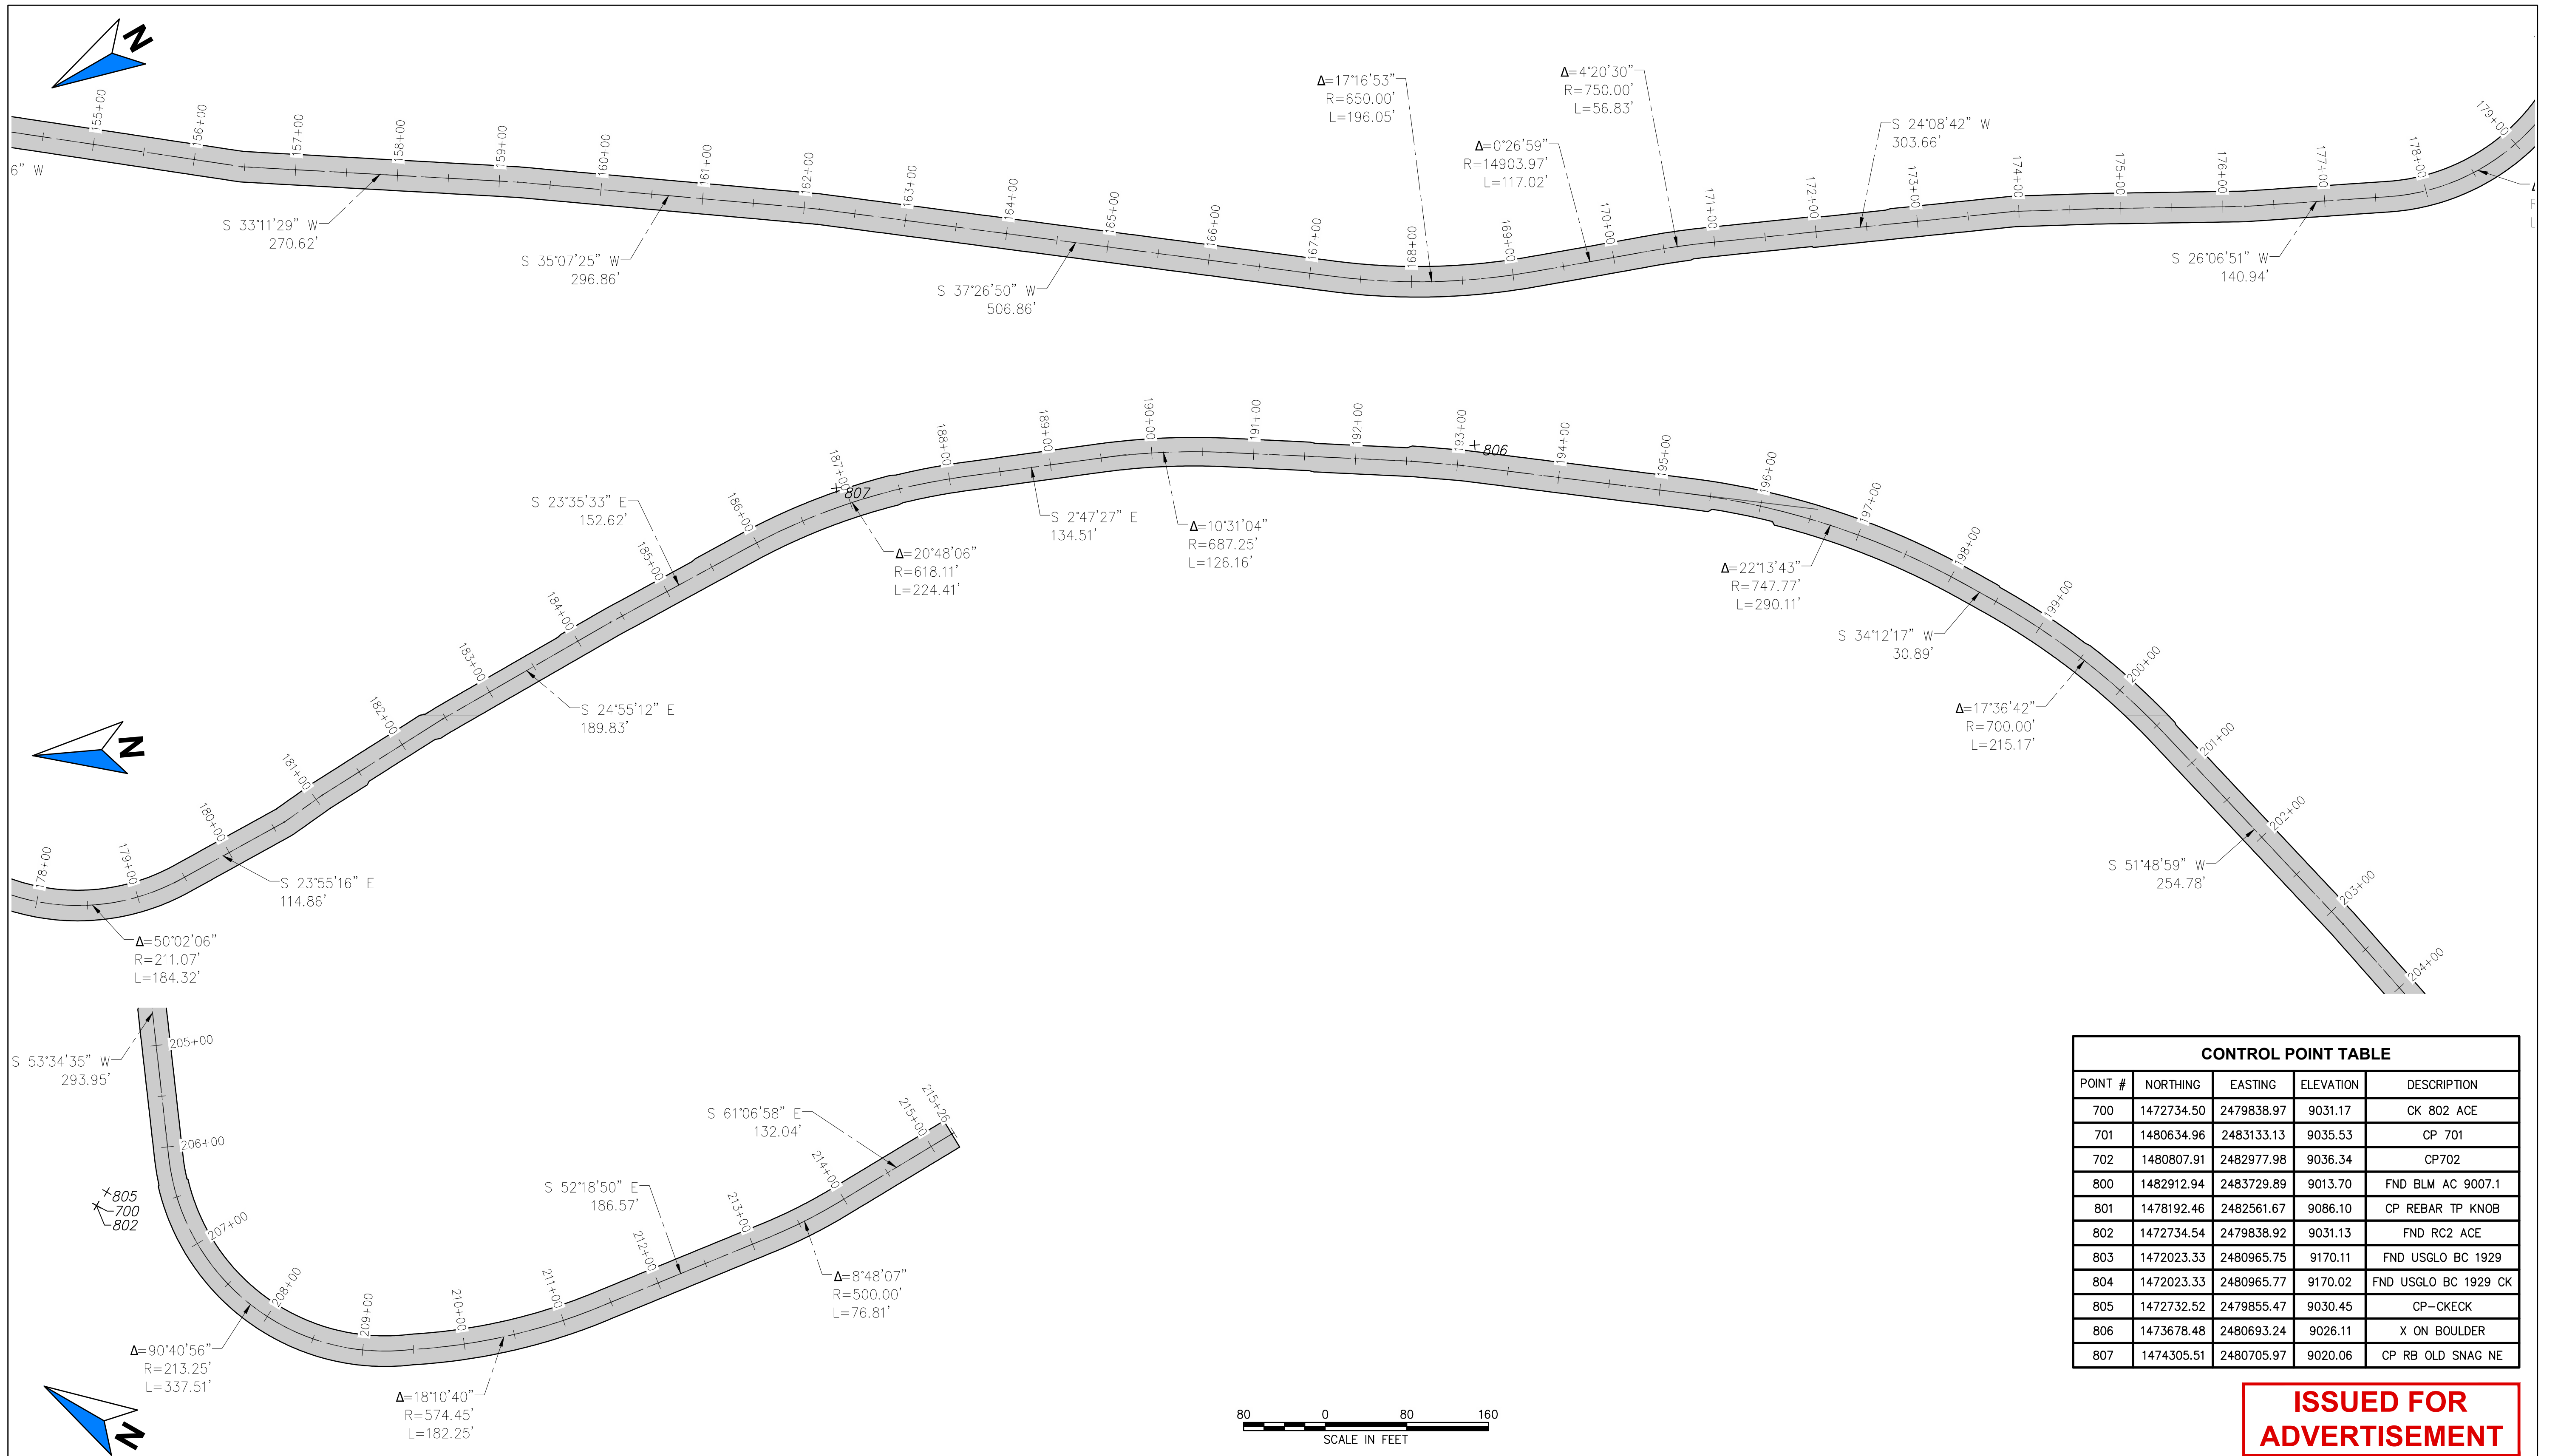 N
155+00
156+00
157+00
158+00
159+00
160+00
161+00
162+00
163+00
164+00
165+00
166+00
167+00
168+00
169+00
170+00
171+00
172+00
173+00
174+00
175+00
176+00
177+00
178+00
179+00
6" W
S 33°11'29" W
270.62'
S 35°07'25" W
296.86'
S 37°26'50" W
506.86'
Δ=17°16'53"
R=650.00'
L=196.05'
Δ=0°26'59"
R=14903.97'
L=117.02'
Δ=4°20'30"
R=750.00'
L=56.83'
S 24°08'42" W
303.66'
S 26°06'51" W
140.94'
N
178+00
179+00
180+00
181+00
182+00
183+00
184+00
185+00
186+00
187+00
188+00
189+00
190+00
191+00
192+00
193+00
194+00
195+00
196+00
197+00
198+00
199+00
200+00
201+00
202+00
203+00
204+00
Δ=50°02'06"
R=211.07'
L=184.32'
S 23°55'16" E
114.86'
S 24°55'12" E
189.83'
S 23°35'33" E
152.62'
807
Δ=20°48'06"
R=618.11'
L=224.41'
S 2°47'27" E
134.51'
Δ=10°31'04"
R=687.25'
L=126.16'
806
Δ=22°13'43"
R=747.77'
L=290.11'
S 34°12'17" W
30.89'
Δ=17°36'42"
R=700.00'
L=215.17'
S 51°48'59" W
254.78'
S 53°34'35" W
293.95'
205+00
206+00
207+00
208+00
209+00
210+00
211+00
212+00
213+00
214+00
215+00
215+26
805
700
802
Δ=90°40'56"
R=213.25'
L=337.51'
Δ=18°10'40"
R=574.45'
L=182.25'
S 52°18'50" E
186.57'
Δ=8°48'07"
R=500.00'
L=76.81'
S 61°06'58" E
132.04'
N
80 0 80 160
SCALE IN FEET
CONTROL POINT TABLE
POINT # NORTHING EASTING ELEVATION DESCRIPTION
700 1472734.50 2479838.97 9031.17 CK 802 ACE
701 1480634.96 2483133.13 9035.53 CP 701
702 1480807.91 2482977.98 9036.34 CP702
800 1482912.94 2483729.89 9013.70 FND BLM AC 9007.1
801 1478192.46 2482561.67 9086.10 CP REBAR TP KNOB
802 1472734.54 2479838.92 9031.13 FND RC2 ACE
803 1472023.33 2480965.75 9170.11 FND USGLO BC 1929
804 1472023.33 2480965.77 9170.02 FND USGLO BC 1929 CK
805 1472732.52 2479855.47 9030.45 CP-CKECK
806 1473678.48 2480693.24 9026.11 X ON BOULDER
807 1474305.51 2480705.97 9020.06 CP RB OLD SNAG NE
ISSUED FOR
ADVERTISEMENT